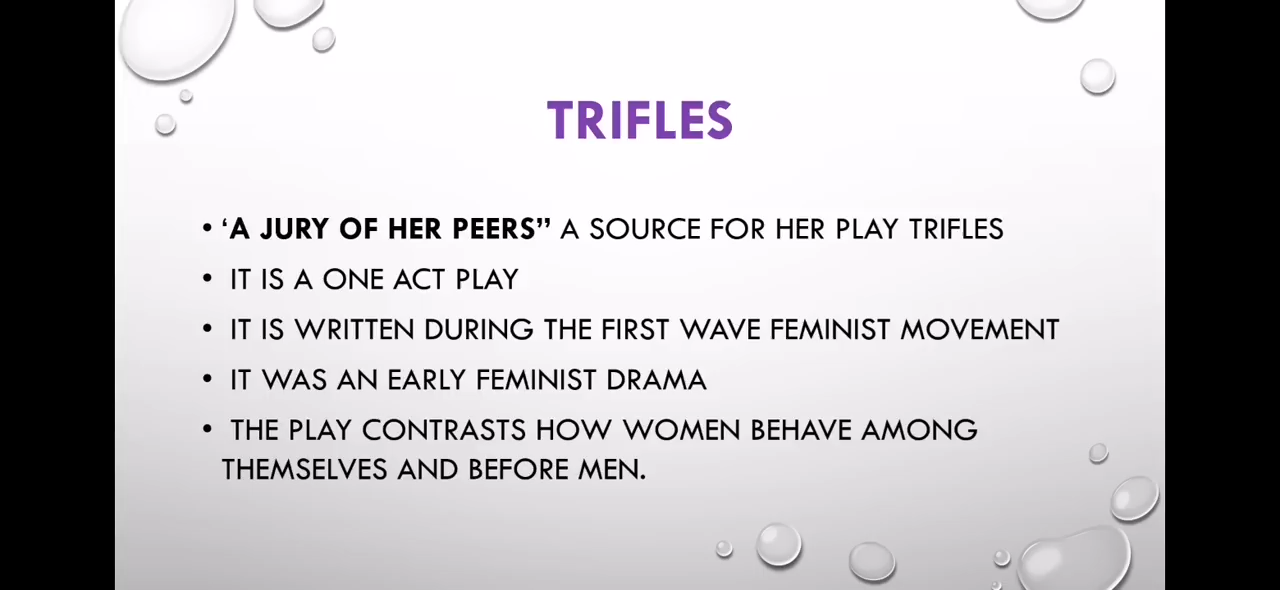 TRIFLES
• ‘A JURY OF HER PEERS” A SOURCE FOR HER PLAY TRIFLES
• IT IS A ONE ACT PLAY
• IT IS WRITTEN DURING THE FIRST WAVE FEMINIST MOVEMENT
• IT WAS AN EARLY FEMINIST DRAMA
• THE PLAY CONTRASTS HOW WOMEN BEHAVE AMONG
THEMSELVES AND BEFORE MEN.